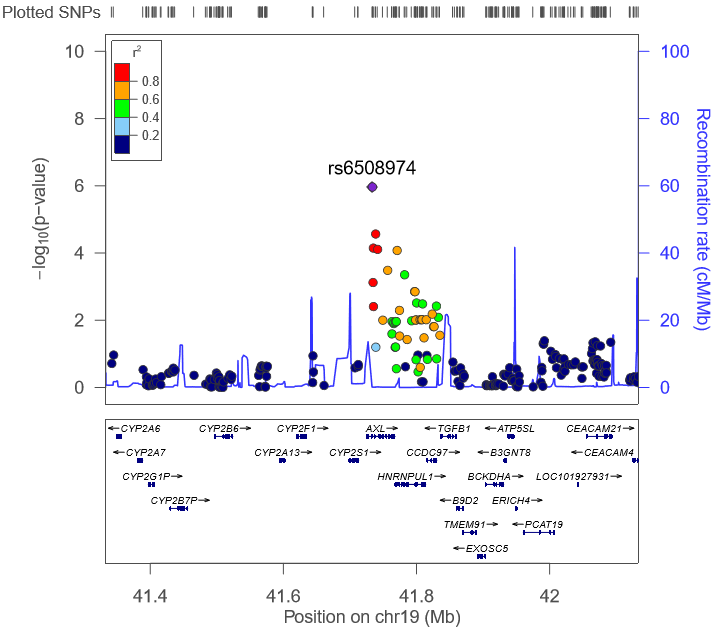 Plotted SNPs
10
8
6
4
2
0
−log10(p−value)
100
80
60
40
20
0
Recombination rate (cM/Mb)
r2
0.8
0.6
0.4
0.2
rs6508974
CYP2A6 CYP2B6 CYP2F1 AXL TGFB1 ATP5SL CEACAM21
CYP2A7 CYP2A13 CYP2S1 CCDC97 B3GNT8 CEACAM4
CYP2G1P HNRNPUL1 BCKDHA LOC101927931
CYP2B7P B9D2 ERICH4
TMEM91 PCAT19
EXOSC5
41.4 41.6 41.8 42
Position on chr19 (Mb)